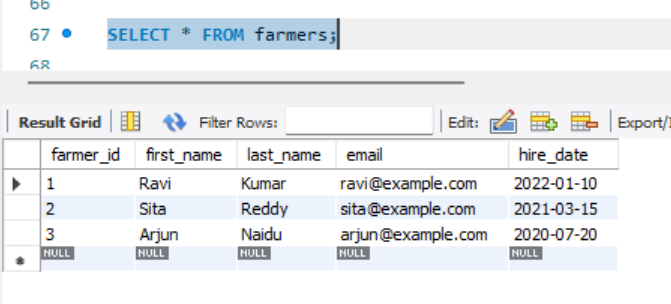 66
67 SELECT * FROM farmers;
68
Result Grid Filter Rows: Edit: Export/I
farmer_id first_name last_name email hire_date
1 Ravi Kumar ravi@example.com 2022-01-10
2 Sita Reddy sita@example.com 2021-03-15
3 Arjun Naidu arjun@example.com 2020-07-20
NULL NULL NULL NULL NULL